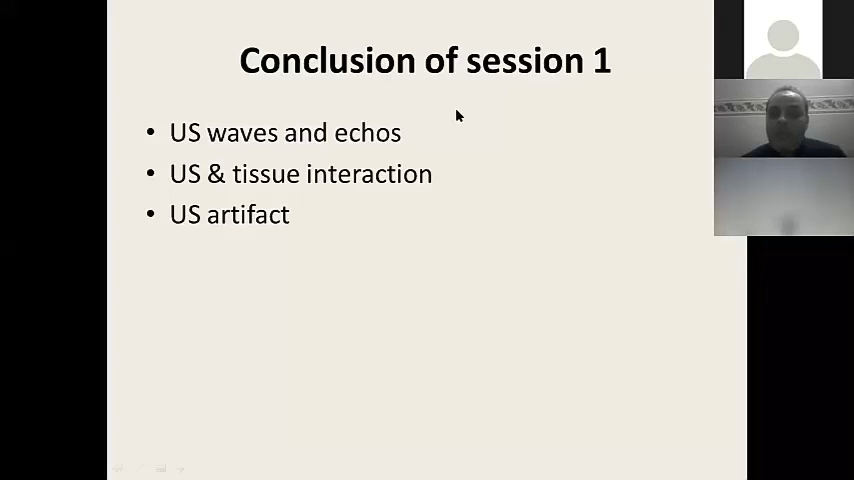 Conclusion of session 1
• US waves and echos
• US & tissue interaction
• US artifact